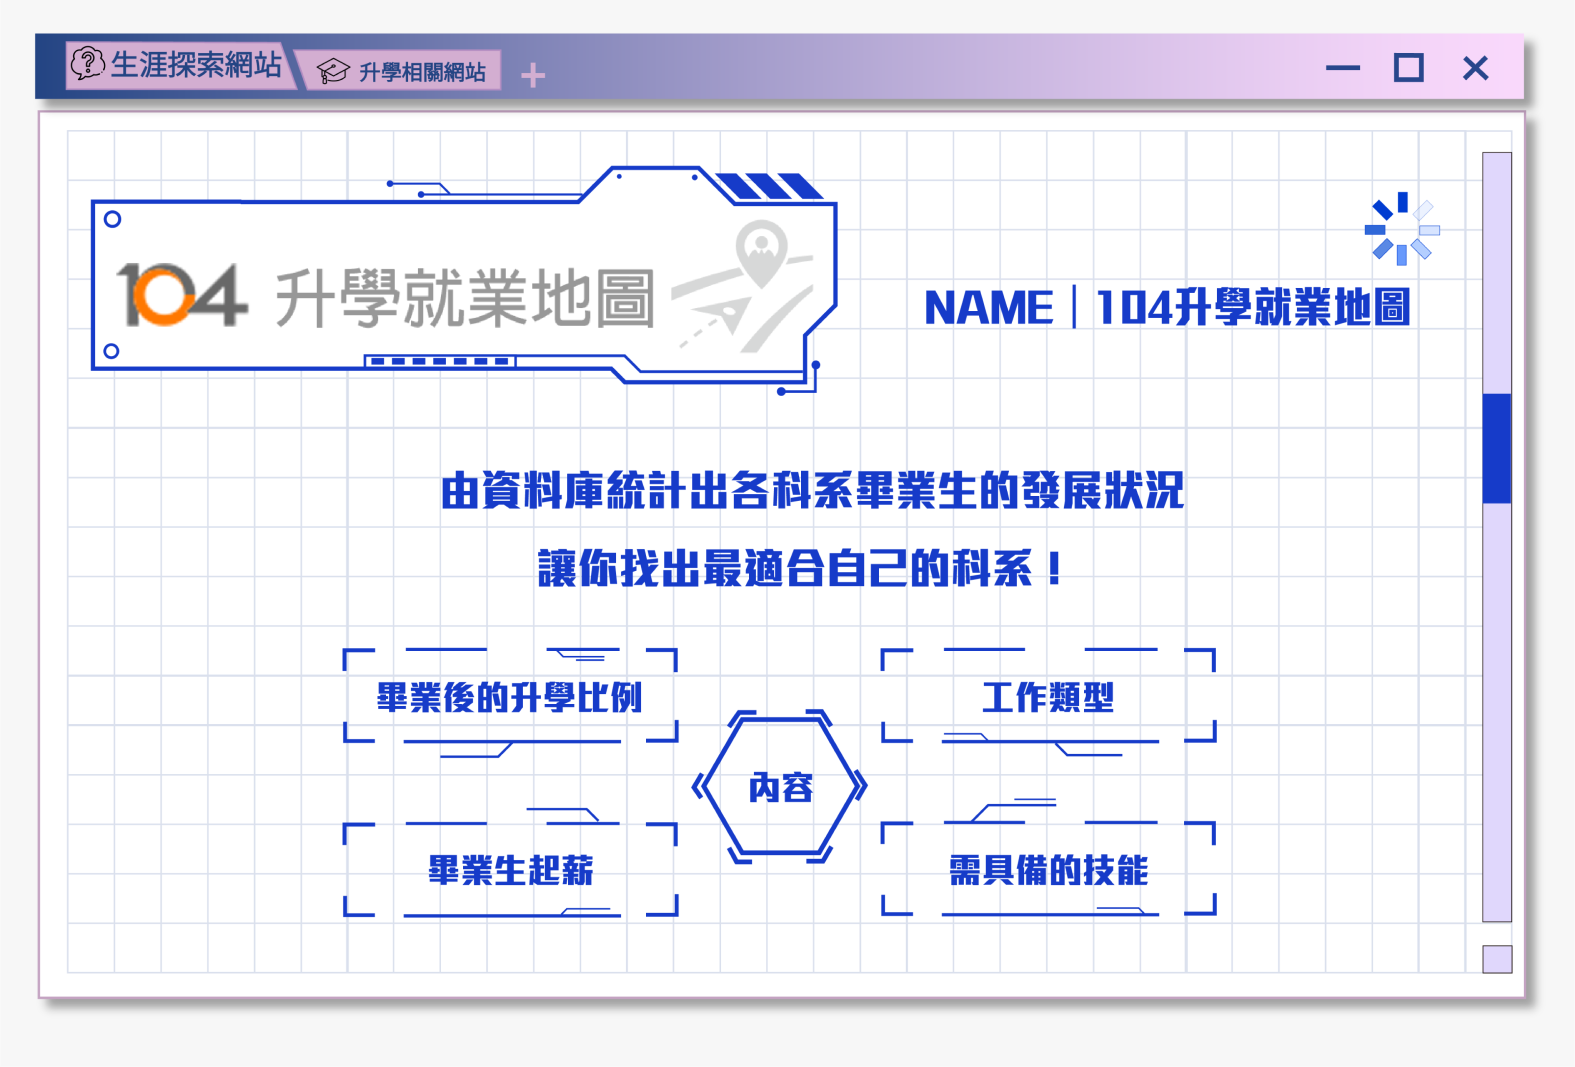 生涯探索網站
升學相關網站
104 升學就業地圖
NAME｜104升學就業地圖
由資料庫統計出各科系畢業生的發展狀況
讓你找出最適合自己的科系！
畢業後的升學比例
工作類型
內容
畢業生起薪
需具備的技能